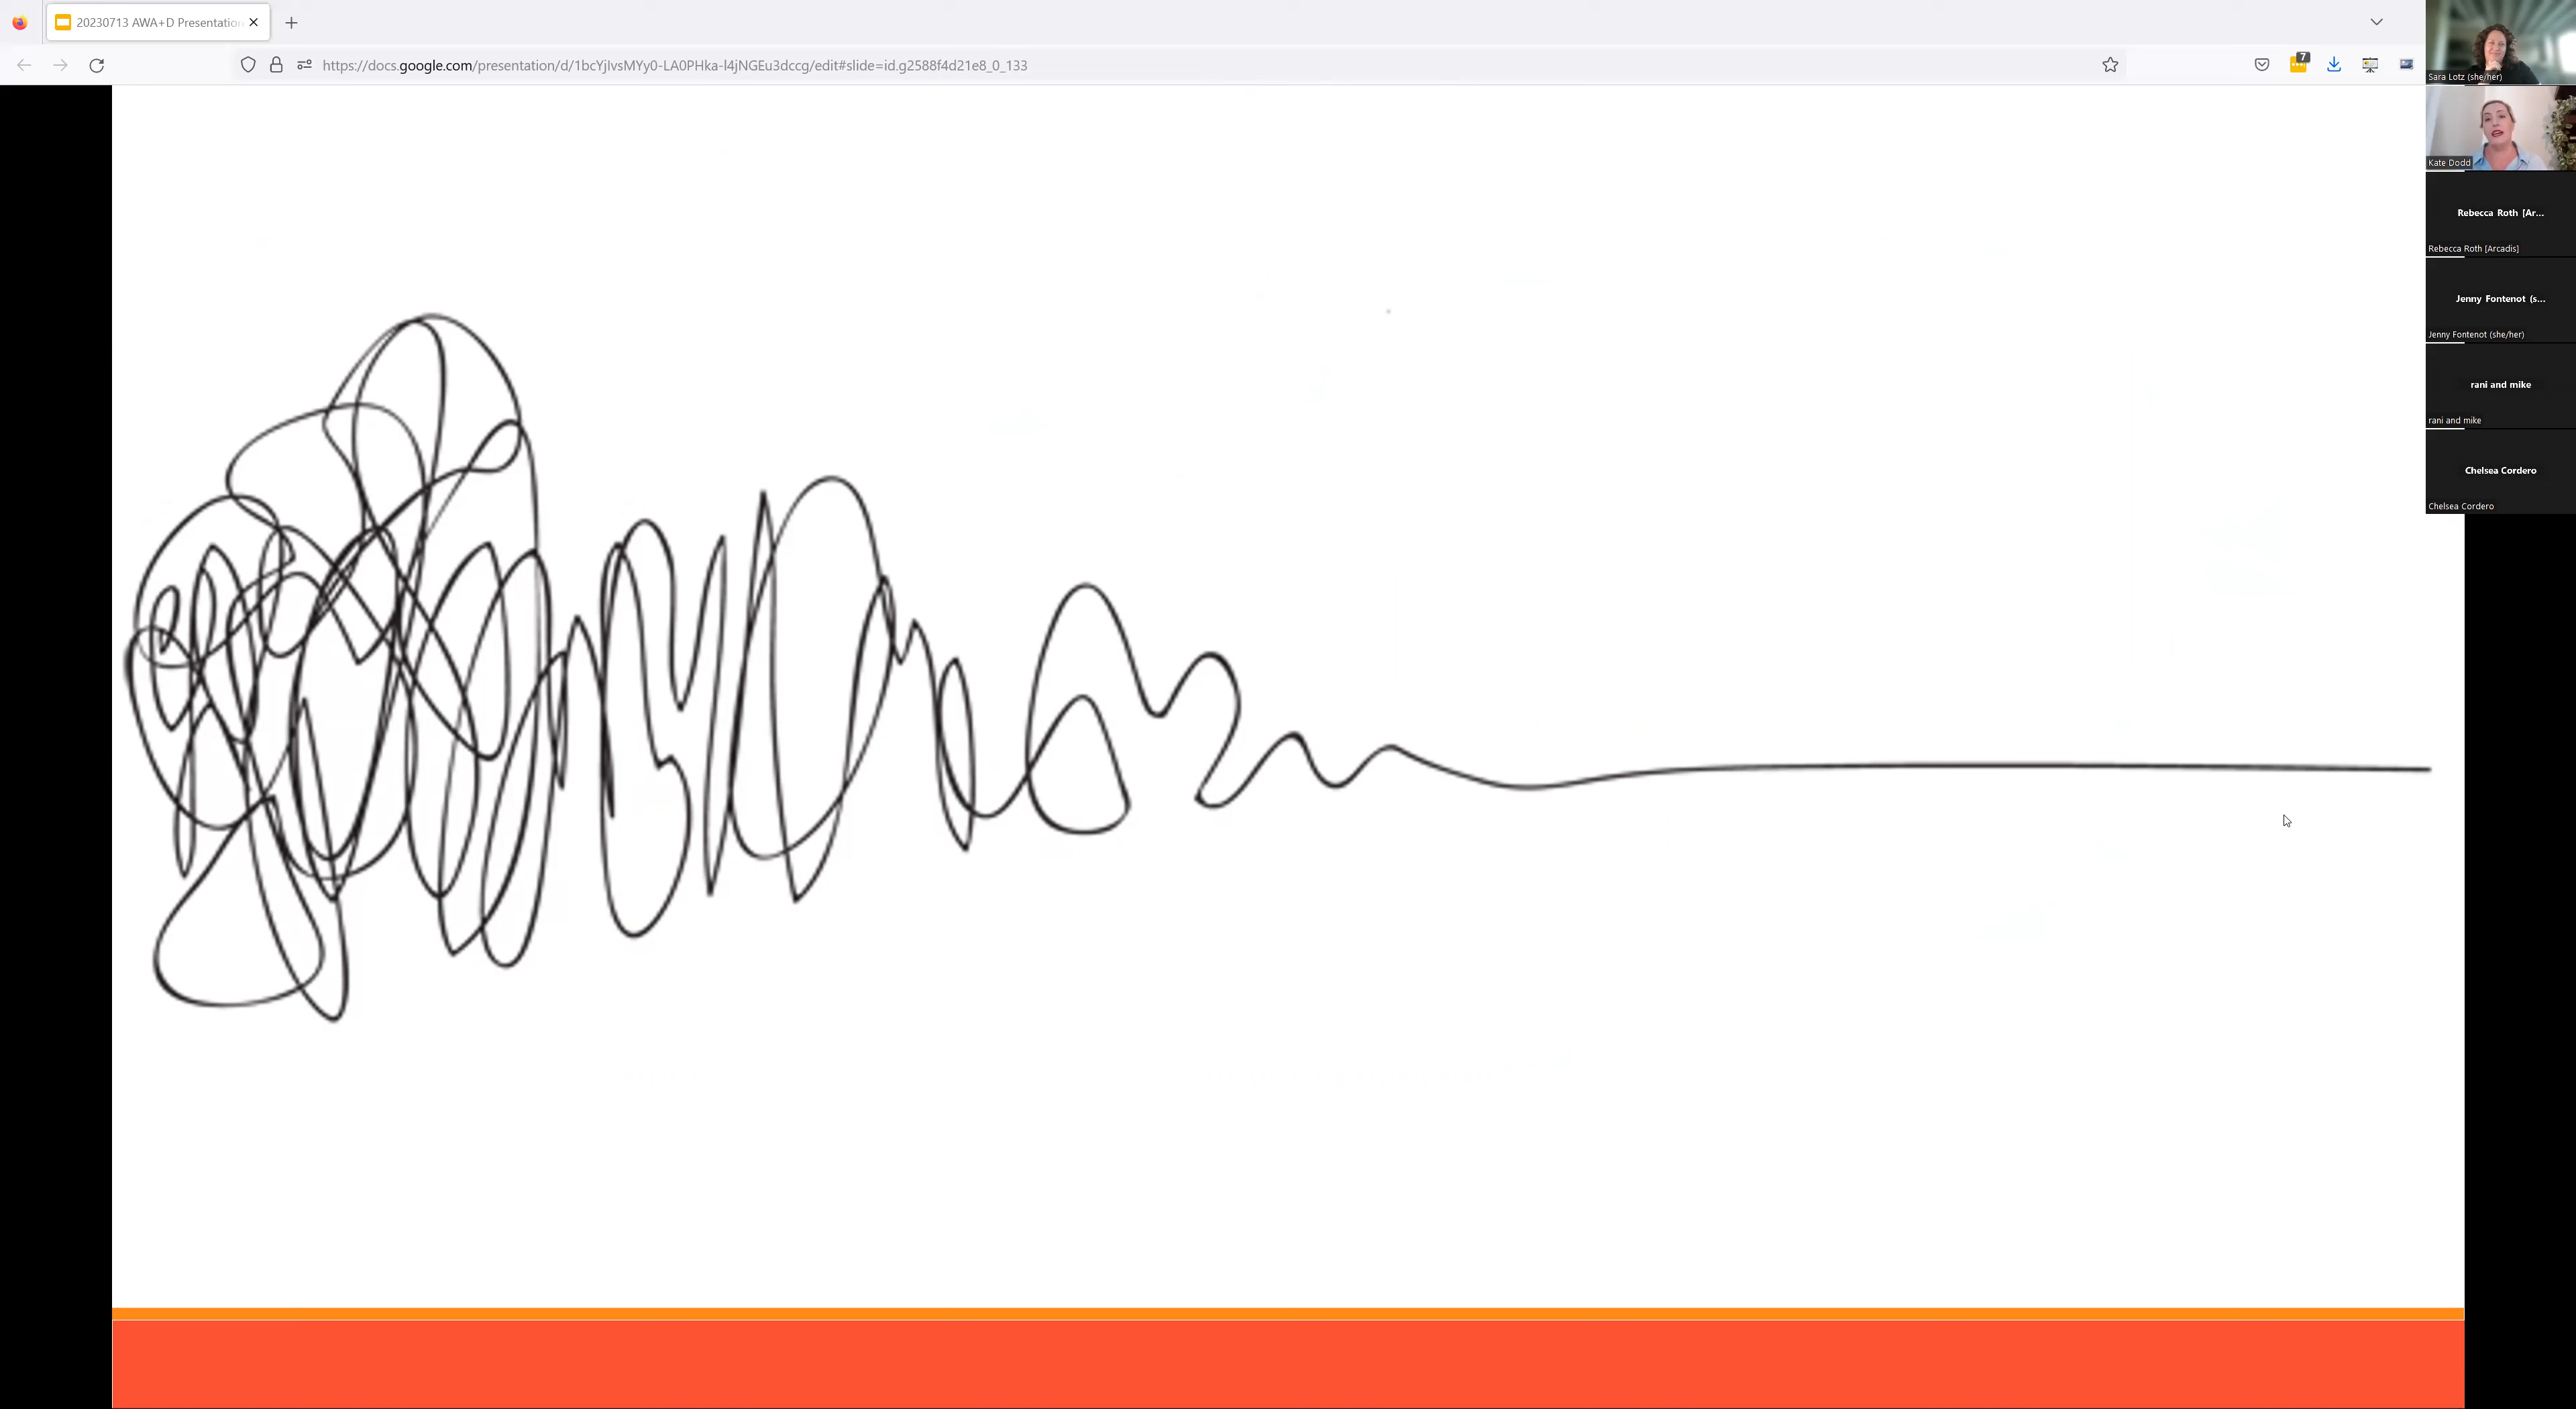 20230713 AWA+D Presentation
https://docs.google.com/presentation/d/1bcYjlvsMYy0-LA0PHka-l4jNGEu3dccg/edit#slide=id.g2588f4d21e8_0_133
7
Sara Lotz (she/her)
Kate Dodd
Rebecca Roth [Ar...
Rebecca Roth [Arcadis]
Jenny Fontenot (s...
Jenny Fontenot (she/her)
rani and mike
rani and mike
Chelsea Cordero
Chelsea Cordero